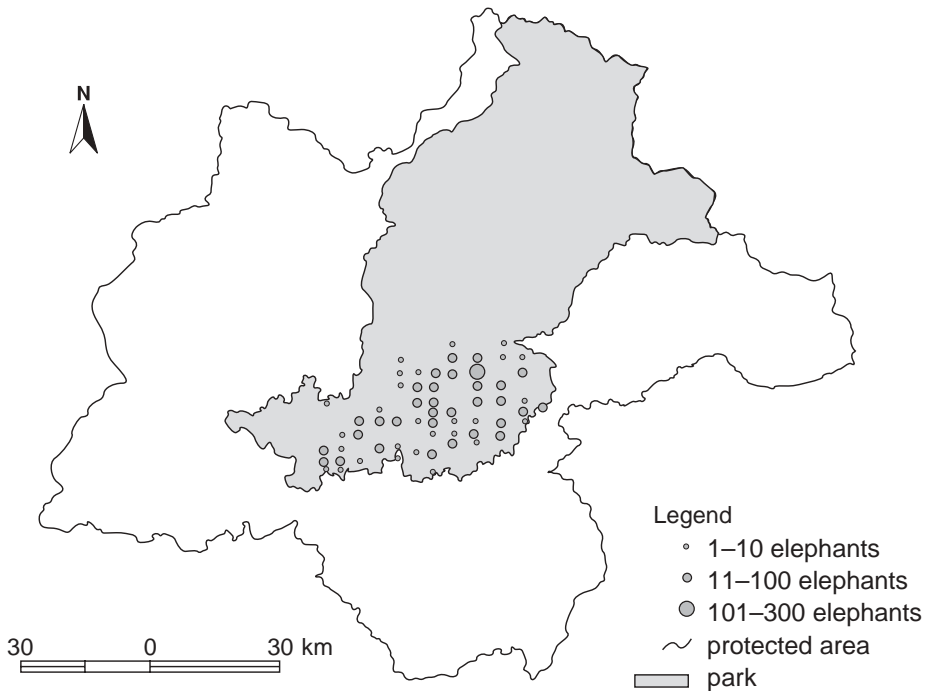 N
Legend
1–10 elephants
11–100 elephants
101–300 elephants
protected area
park
30 0 30 km